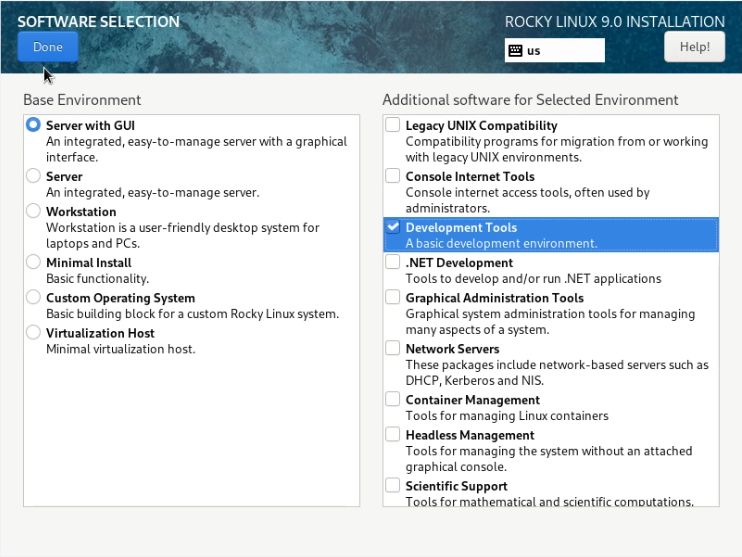 SOFTWARE SELECTION
ROCKY LINUX 9.0 INSTALLATION
Done
us
Help!
Base Environment
Server with GUI
An integrated, easy-to-manage server with a graphical
interface.
Server
An integrated, easy-to-manage server.
Workstation
Workstation is a user-friendly desktop system for
laptops and PCs.
Minimal Install
Basic functionality.
Custom Operating System
Basic building block for a custom Rocky Linux system.
Virtualization Host
Minimal virtualization host.
Additional software for Selected Environment
Legacy UNIX Compatibility
Compatibility programs for migration from or working
with legacy UNIX environments.
Console Internet Tools
Console internet access tools, often used by
administrators.
Development Tools
A basic development environment.
.NET Development
Tools to develop and/or run .NET applications
Graphical Administration Tools
Graphical system administration tools for managing
many aspects of a system.
Network Servers
These packages include network-based servers such as
DHCP, Kerberos and NIS.
Container Management
Tools for managing Linux containers
Headless Management
Tools for managing the system without an attached
graphical console.
Scientific Support
Tools for mathematical and scientific computations,